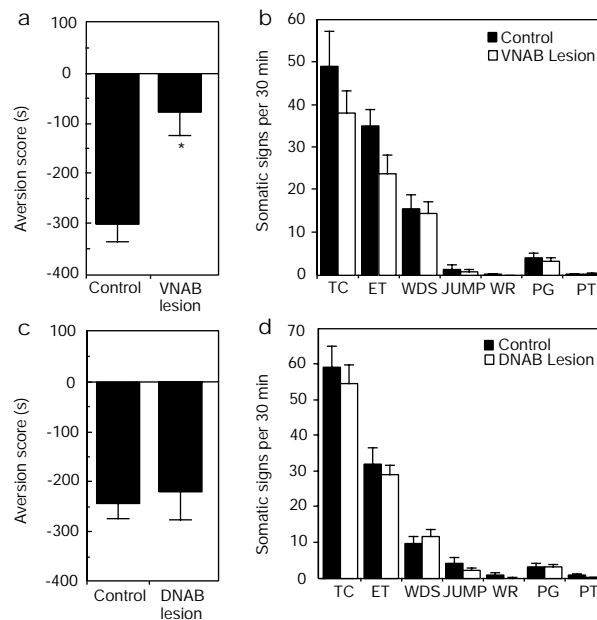 a
100
0
-100
-200
-300
-400
Aversion score (s)
*
Control
VNAB
lesion
b
60
50
40
30
20
10
0
Somatic signs per 30 min
Control
VNAB Lesion
TC ET WDS JUMP WR PG PT
c
100
0
-100
-200
-300
-400
Aversion score (s)
Control
DNAB
lesion
d
70
60
50
40
30
20
10
0
Somatic signs per 30 min
Control
DNAB Lesion
TC ET WDS JUMP WR PG PT